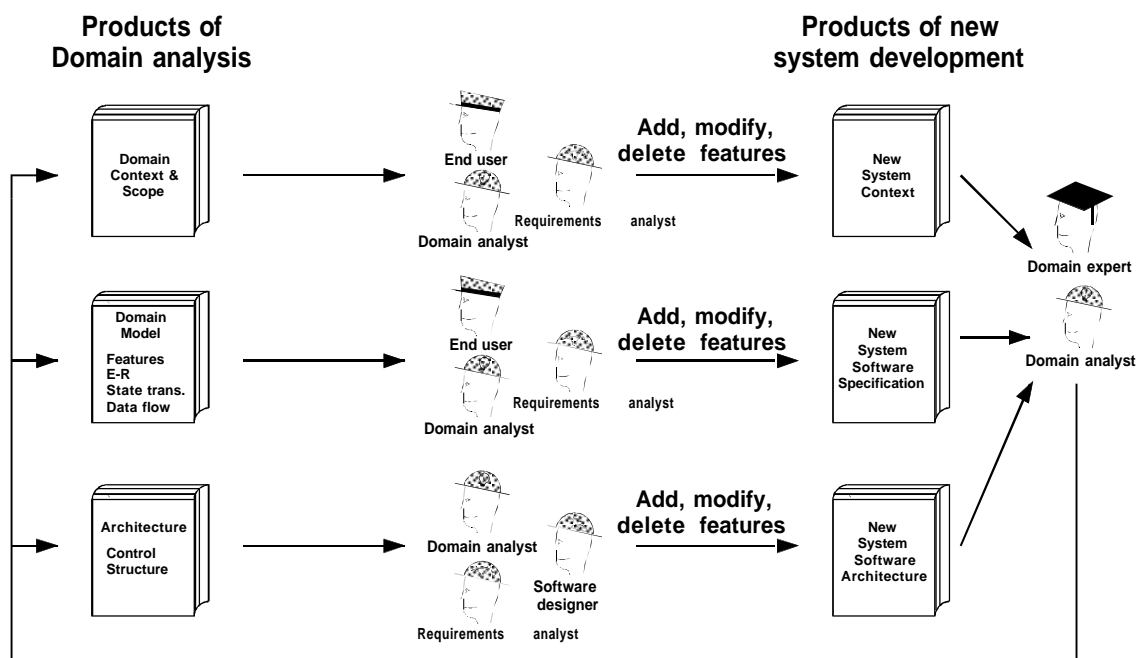 Products of
Domain analysis
Products of new
system development
Domain
Context &
Scope
End user
Domain analyst
Requirements analyst
Add, modify,
delete features
New
System
Context
Domain expert
Domain analyst
Domain
Model
Features
E-R
State trans.
Data flow
End user
Domain analyst
Requirements analyst
Add, modify,
delete features
New
System
Software
Specification
Architecture
Control
Structure
Domain analyst
Software
designer
Requirements analyst
Add, modify,
delete features
New
System
Software
Architecture